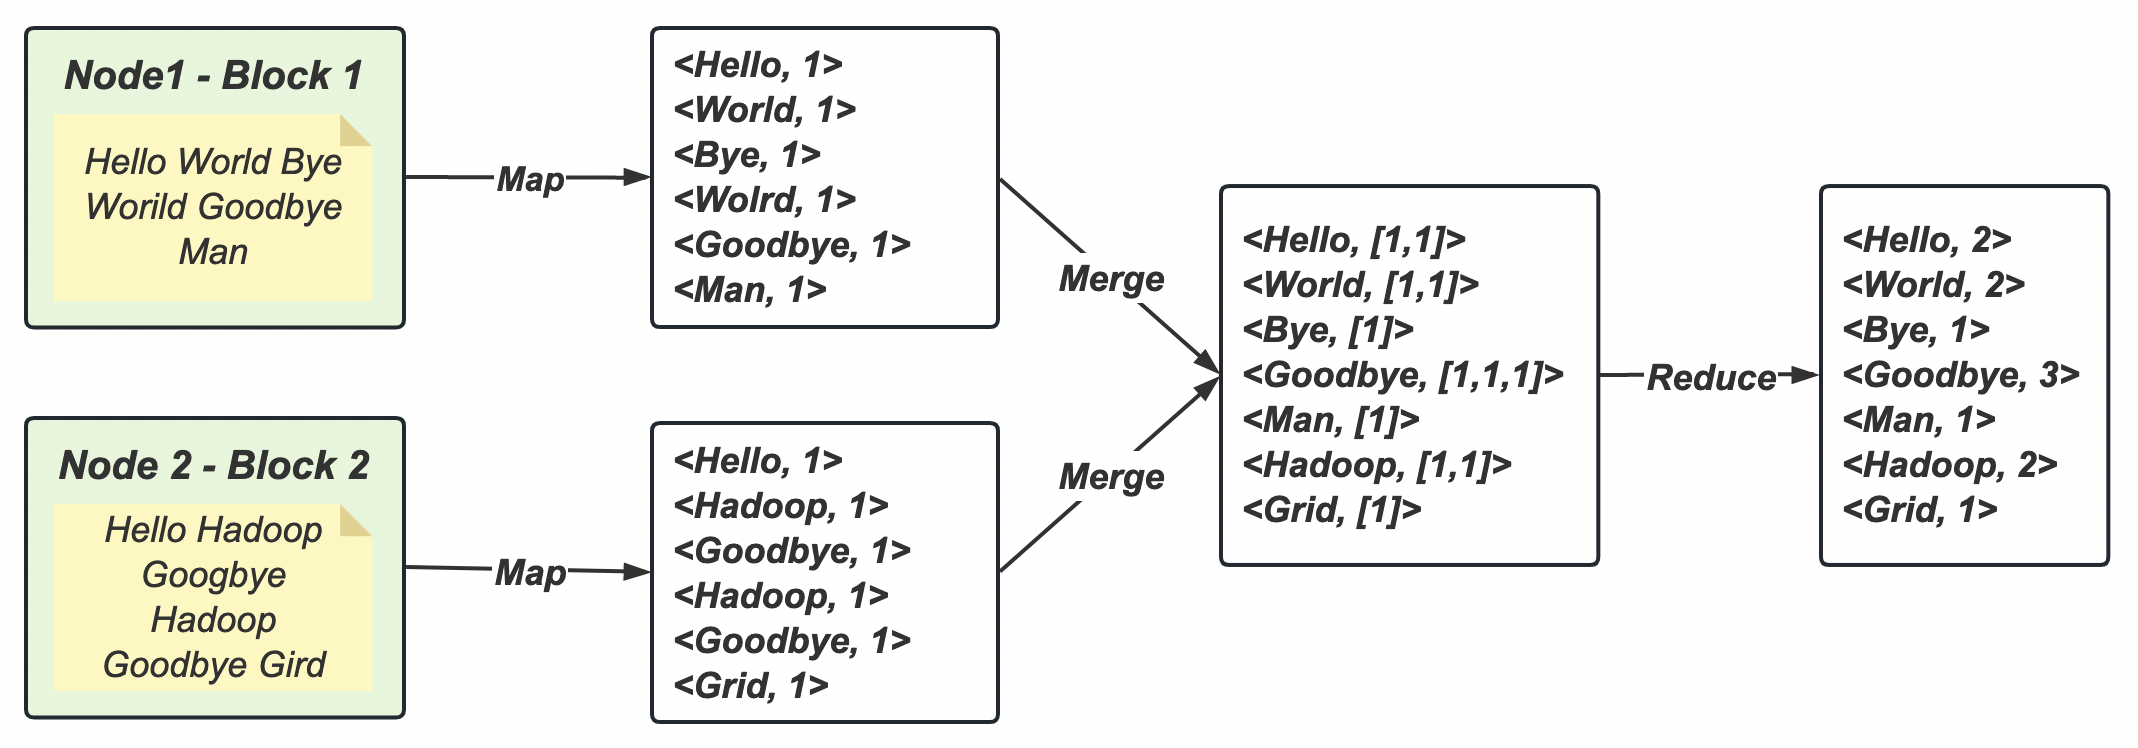 Node1 - Block 1
Hello World Bye
Worild Goodbye
Man
Map
<Hello, 1>
<World, 1>
<Bye, 1>
<Wolrd, 1>
<Goodbye, 1>
<Man, 1>
Merge
Node 2 - Block 2
Hello Hadoop
Googbye
Hadoop
Goodbye Gird
Map
<Hello, 1>
<Hadoop, 1>
<Goodbye, 1>
<Hadoop, 1>
<Goodbye, 1>
<Grid, 1>
Merge
<Hello, [1,1]>
<World, [1,1]>
<Bye, [1]>
<Goodbye, [1,1,1]>
<Man, [1]>
<Hadoop, [1,1]>
<Grid, [1]>
Reduce
<Hello, 2>
<World, 2>
<Bye, 1>
<Goodbye, 3>
<Man, 1>
<Hadoop, 2>
<Grid, 1>